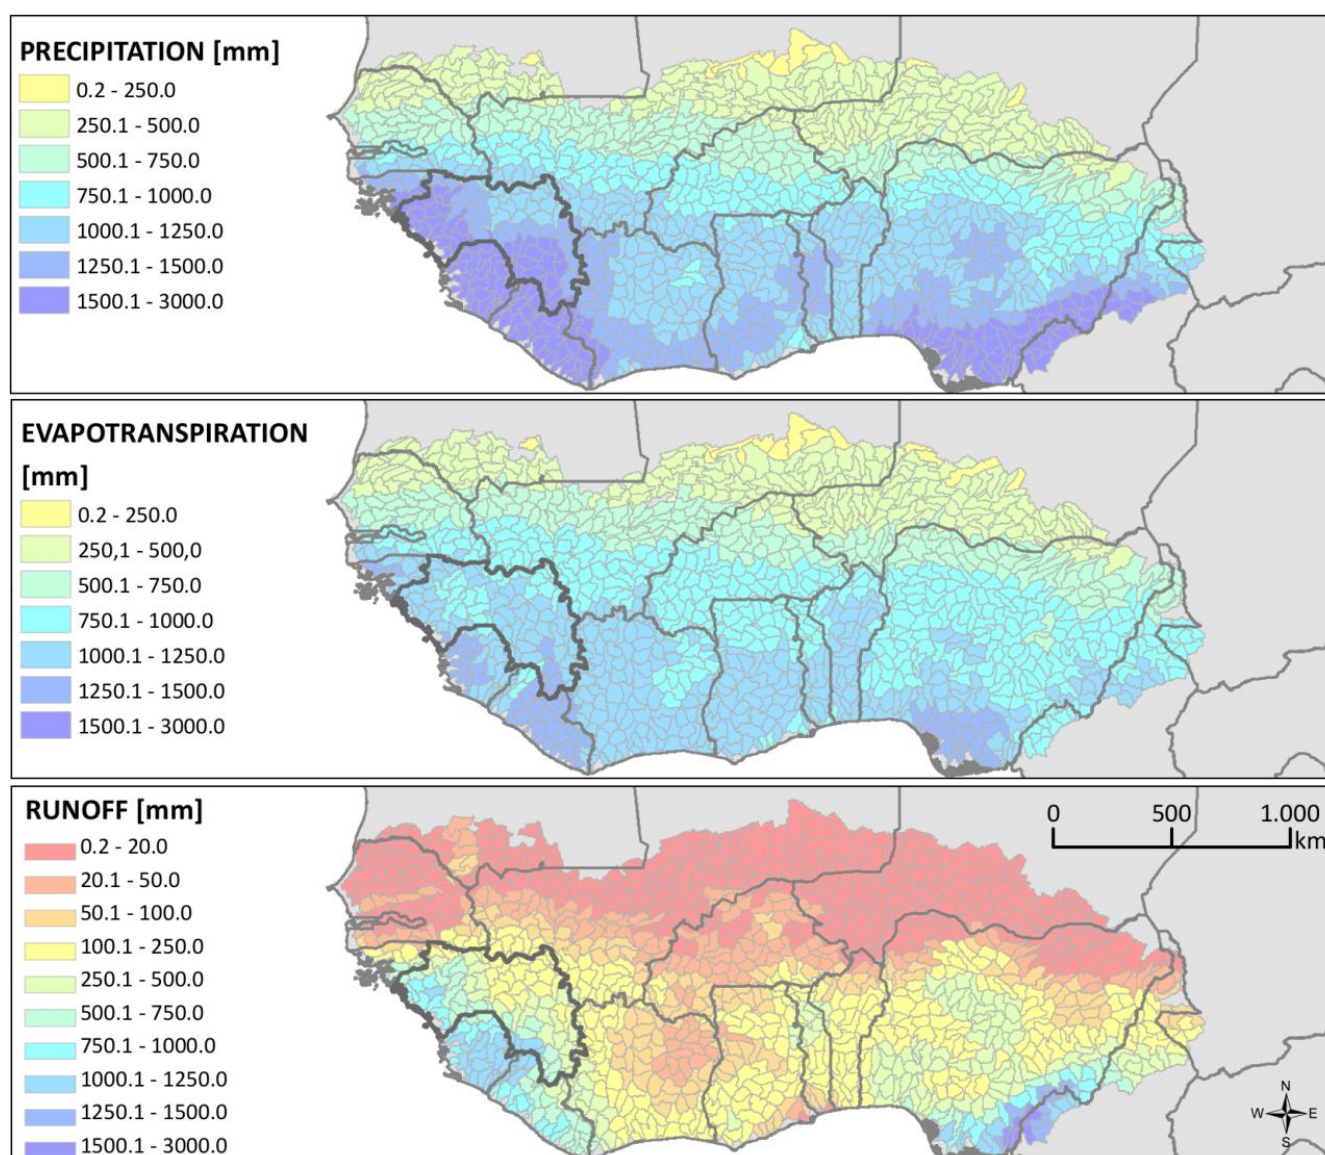 PRECIPITATION [mm]
0.2 - 250.0
250.1 - 500.0
500.1 - 750.0
750.1 - 1000.0
1000.1 - 1250.0
1250.1 - 1500.0
1500.1 - 3000.0
EVAPOTRANSPIRATION
[mm]
0.2 - 250.0
250,1 - 500,0
500.1 - 750.0
750.1 - 1000.0
1000.1 - 1250.0
1250.1 - 1500.0
1500.1 - 3000.0
RUNOFF [mm]
0.2 - 20.0
20.1 - 50.0
50.1 - 100.0
100.1 - 250.0
250.1 - 500.0
500.1 - 750.0
750.1 - 1000.0
1000.1 - 1250.0
1250.1 - 1500.0
1500.1 - 3000.0
0 500 1.000
km
N
W E
S